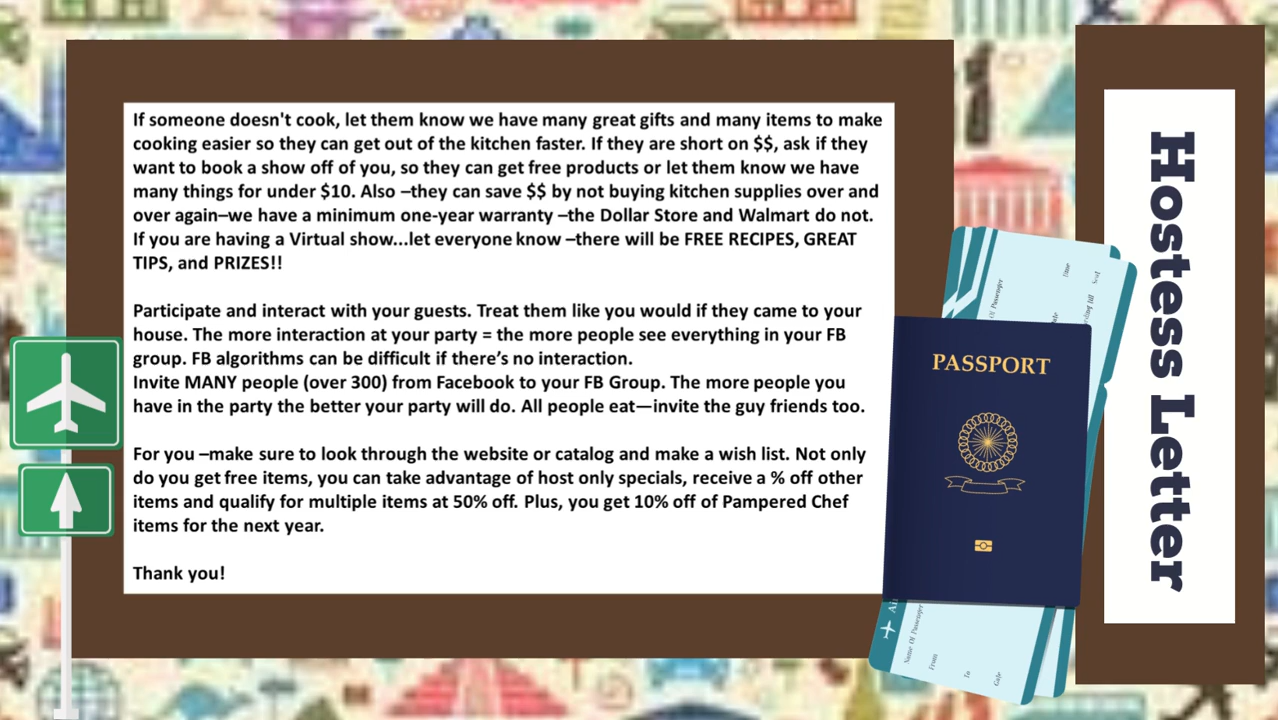 If someone doesn't cook, let them know we have many great gifts and many items to make
cooking easier so they can get out of the kitchen faster. If they are short on $$, ask if they
want to book a show off of you, so they can get free products or let them know we have
many things for under $10. Also –they can save $$ by not buying kitchen supplies over and
over again–we have a minimum one-year warranty –the Dollar Store and Walmart do not.
If you are having a Virtual show...let everyone know –there will be FREE RECIPES, GREAT
TIPS, and PRIZES!!
Participate and interact with your guests. Treat them like you would if they came to your
house. The more interaction at your party = the more people see everything in your FB
group. FB algorithms can be difficult if there’s no interaction.
Invite MANY people (over 300) from Facebook to your FB Group. The more people you
have in the party the better your party will do. All people eat—invite the guy friends too.
For you –make sure to look through the website or catalog and make a wish list. Not only
do you get free items, you can take advantage of host only specials, receive a % off other
items and qualify for multiple items at 50% off. Plus, you get 10% off of Pampered Chef
items for the next year.
Thank you!
Hostess Letter
PASSPORT
Of Passenger
time
Seat
Name Of Passenger
From
To